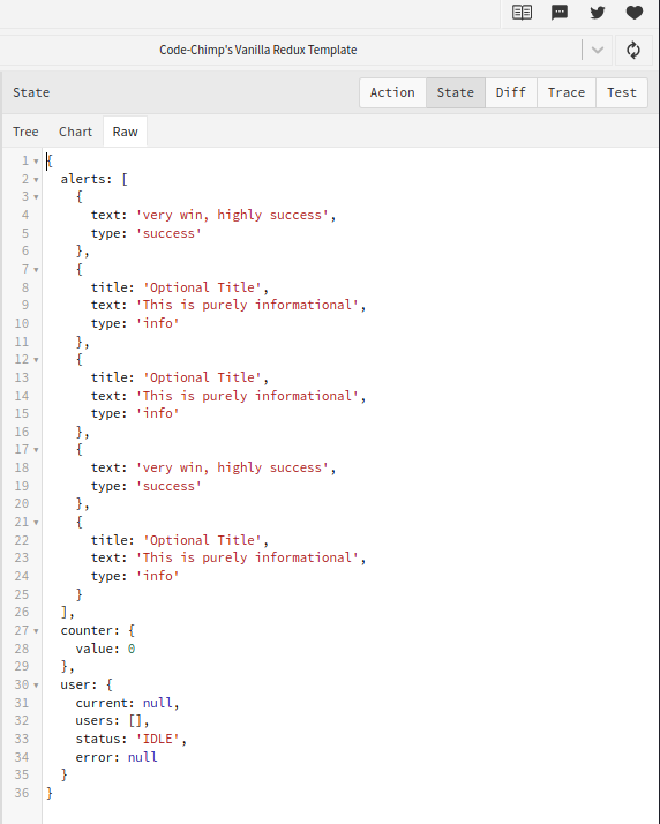 Code-Chimp's Vanilla Redux Template
State Action State Diff Trace Test
Tree Chart Raw
1 {
2 alerts: [
3 {
4 text: 'very win, highly success',
5 type: 'success'
6 },
7 {
8 title: 'Optional Title',
9 text: 'This is purely informational',
10 type: 'info'
11 },
12 {
13 title: 'Optional Title',
14 text: 'This is purely informational',
15 type: 'info'
16 },
17 {
18 text: 'very win, highly success',
19 type: 'success'
20 },
21 {
22 title: 'Optional Title',
23 text: 'This is purely informational',
24 type: 'info'
25 }
26 ],
27 counter: {
28 value: 0
29 },
30 user: {
31 current: null,
32 users: [],
33 status: 'IDLE',
34 error: null
35 }
36 }